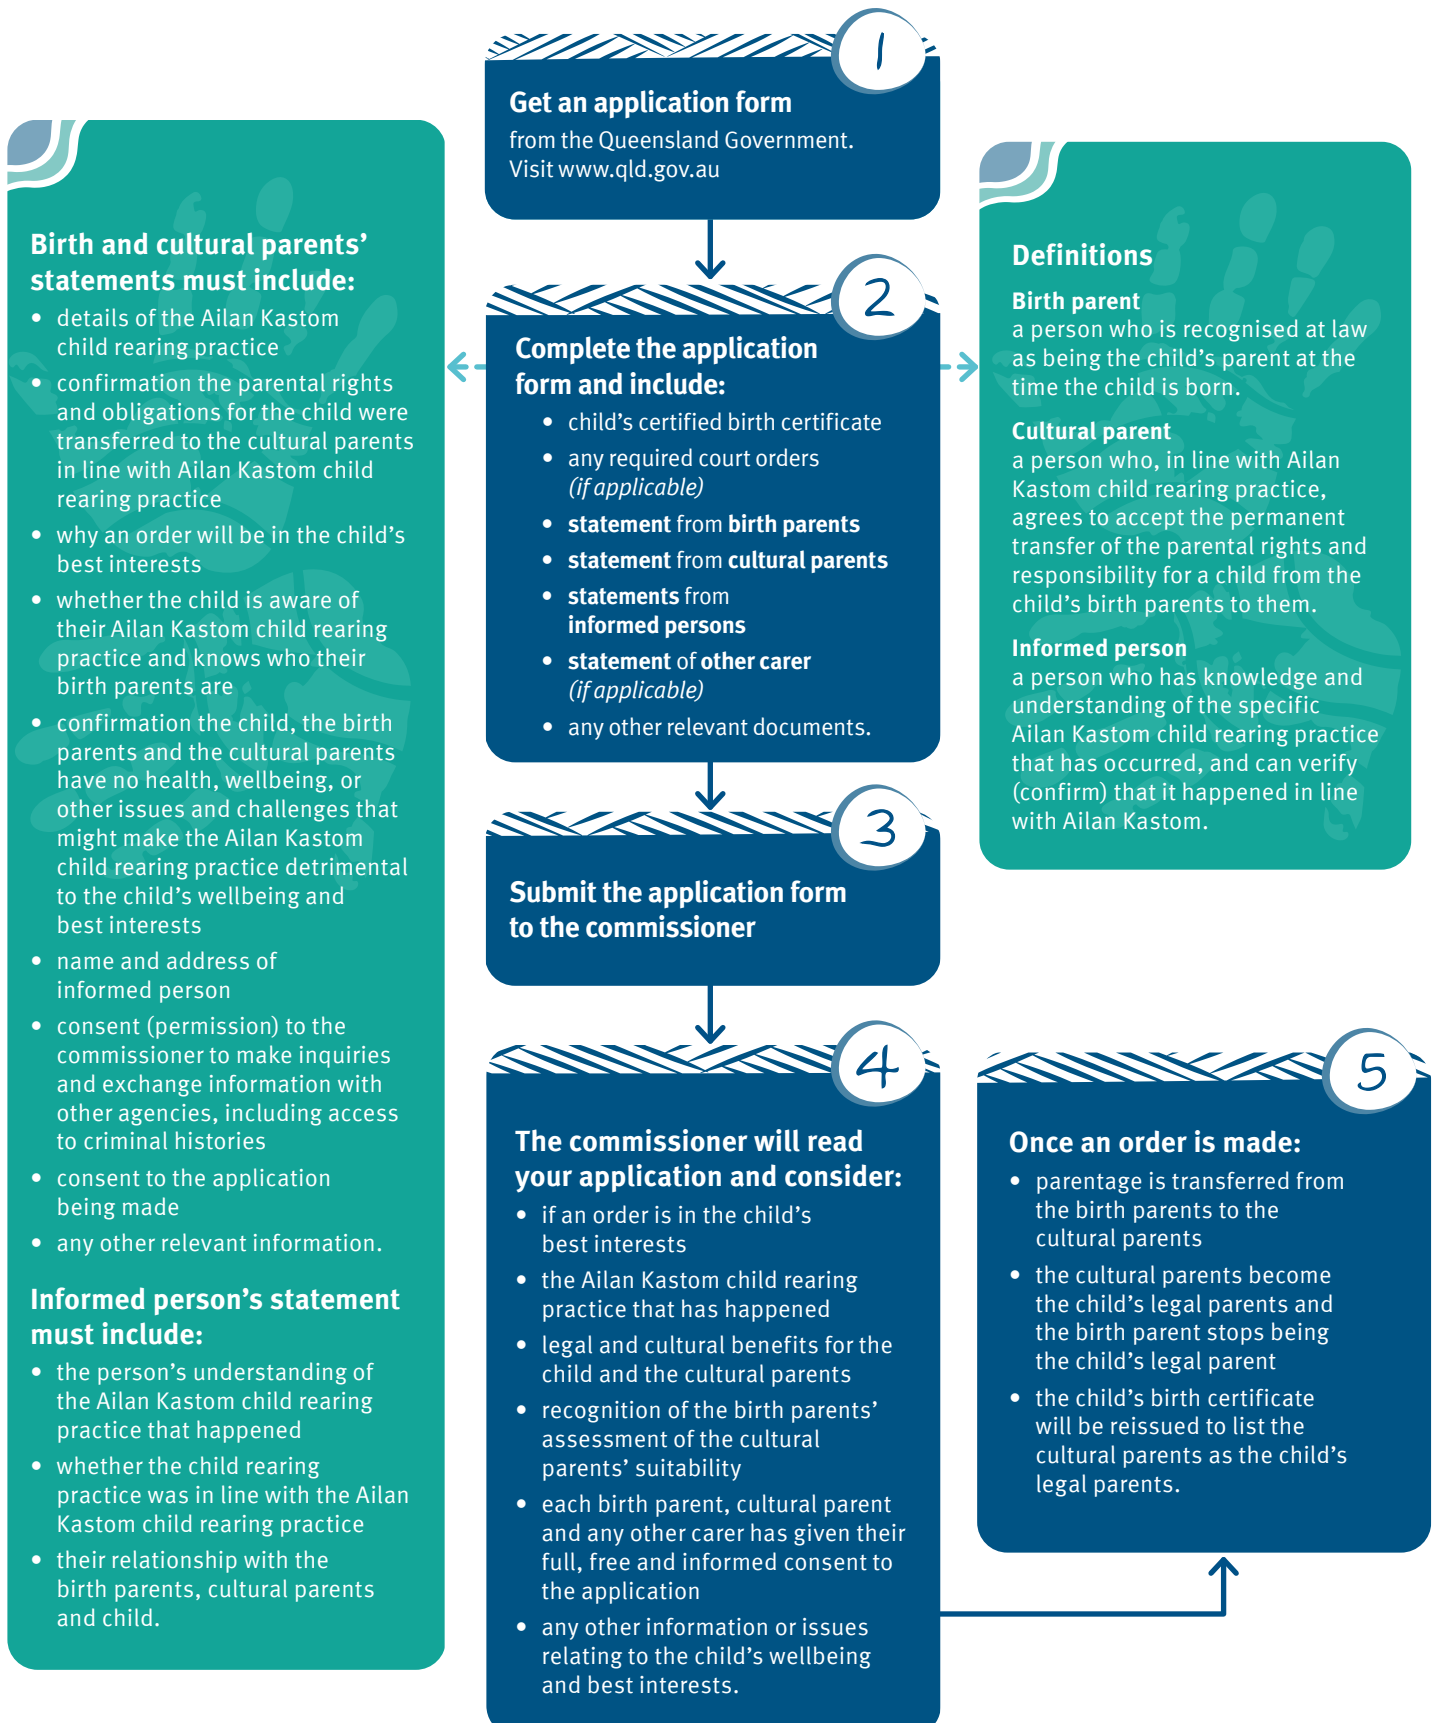 1
Get an application form
from the Queensland Government.
Visit www.qld.gov.au
2
Complete the application
form and include:
• child’s certified birth certificate
• any required court orders
(if applicable)
• statement from birth parents
• statement from cultural parents
• statements from
informed persons
• statement of other carer
(if applicable)
• any other relevant documents.
Birth and cultural parents’
statements must include:
• details of the Ailan Kastom
child rearing practice
• confirmation the parental rights
and obligations for the child were
transferred to the cultural parents
in line with Ailan Kastom child
rearing practice
• why an order will be in the child’s
best interests
• whether the child is aware of
their Ailan Kastom child rearing
practice and knows who their
birth parents are
• confirmation the child, the birth
parents and the cultural parents
have no health, wellbeing, or
other issues and challenges that
might make the Ailan Kastom
child rearing practice detrimental
to the child’s wellbeing and
best interests
• name and address of
informed person
• consent (permission) to the
commissioner to make inquiries
and exchange information with
other agencies, including access
to criminal histories
• consent to the application
being made
• any other relevant information.
Informed person’s statement
must include:
• the person’s understanding of
the Ailan Kastom child rearing
practice that happened
• whether the child rearing
practice was in line with the Ailan
Kastom child rearing practice
• their relationship with the
birth parents, cultural parents
and child.
Definitions
Birth parent
a person who is recognised at law
as being the child’s parent at the
time the child is born.
Cultural parent
a person who, in line with Ailan
Kastom child rearing practice,
agrees to accept the permanent
transfer of the parental rights and
responsibility for a child from the
child’s birth parents to them.
Informed person
a person who has knowledge and
understanding of the specific
Ailan Kastom child rearing practice
that has occurred, and can verify
(confirm) that it happened in line
with Ailan Kastom.
3
Submit the application form
to the commissioner
4
The commissioner will read
your application and consider:
• if an order is in the child’s
best interests
• the Ailan Kastom child rearing
practice that has happened
• legal and cultural benefits for the
child and the cultural parents
• recognition of the birth parents’
assessment of the cultural
parents’ suitability
• each birth parent, cultural parent
and any other carer has given their
full, free and informed consent to
the application
• any other information or issues
relating to the child’s wellbeing
and best interests.
5
Once an order is made:
• parentage is transferred from
the birth parents to the
cultural parents
• the cultural parents become
the child’s legal parents and
the birth parent stops being
the child’s legal parent
• the child’s birth certificate
will be reissued to list the
cultural parents as the child’s
legal parents.